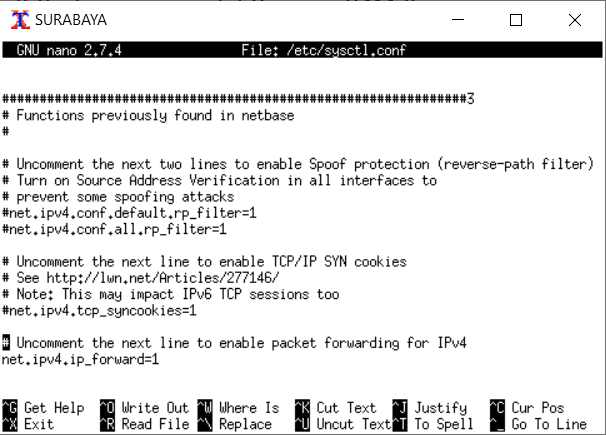 SURABAYA
GNU nano 2.7.4 File: /etc/sysctl.conf
##############################################################3
# Functions previously found in netbase
#
# Uncomment the next two lines to enable Spoof protection (reverse-path filter)
# Turn on Source Address Verification in all interfaces to
# prevent some spoofing attacks
#net.ipv4.conf.default.rp_filter=1
#net.ipv4.conf.all.rp_filter=1
# Uncomment the next line to enable TCP/IP SYN cookies
# See http://lwn.net/Articles/277146/
# Note: This may impact IPv6 TCP sessions too
#net.ipv4.tcp_syncookies=1
# Uncomment the next line to enable packet forwarding for IPv4
net.ipv4.ip_forward=1
^G Get Help ^O Write Out ^W Where Is ^K Cut Text ^J Justify ^C Cur Pos
^X Exit ^R Read File ^\ Replace ^U Uncut Text ^T To Spell ^_ Go To Line